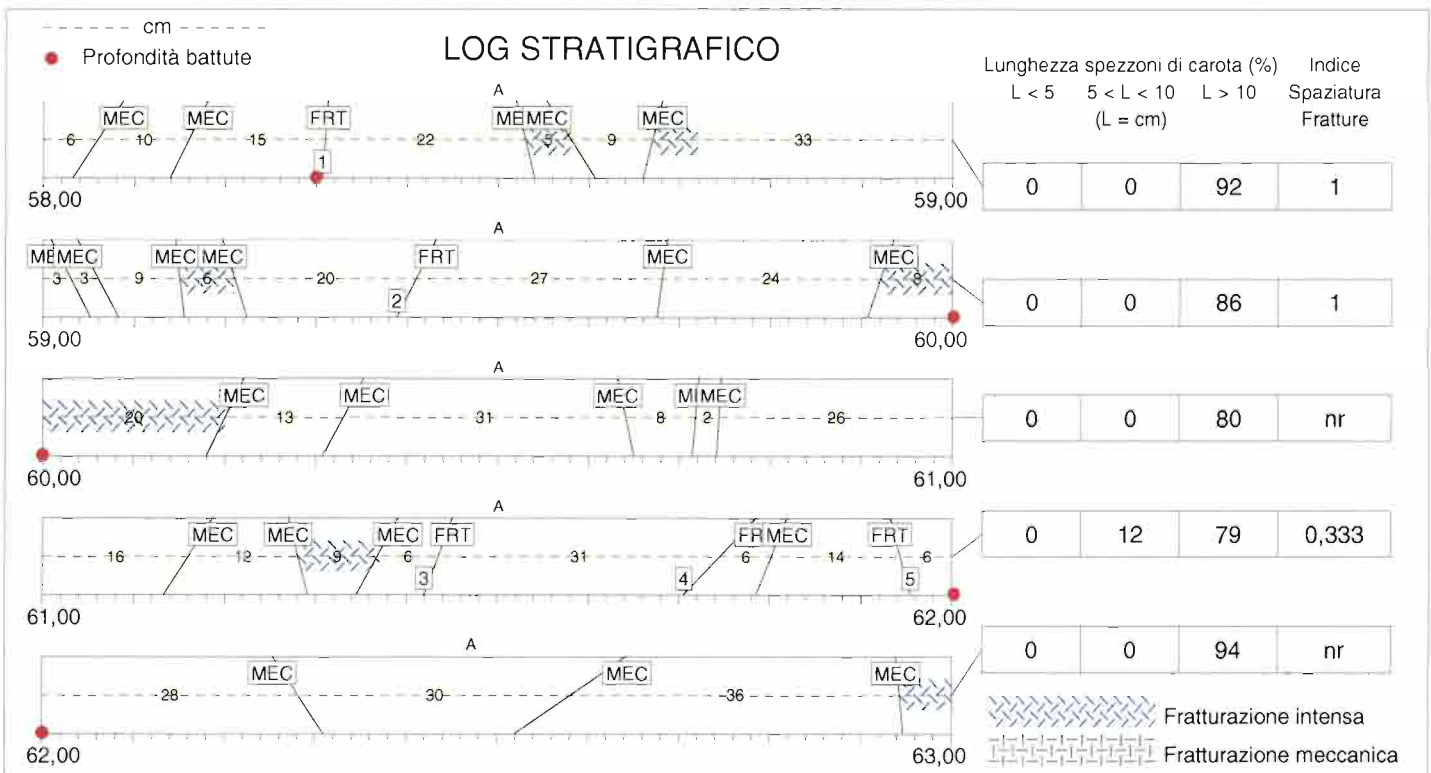 cm
Profondità battute
LOG STRATIGRAFICO
Lunghezza spezzoni di carota (%) Indice
L < 5 5 < L < 10 L > 10 Spaziatura
(L = cm) Fratture
A
MEC MEC FRT ME MEC MEC
6 10 15 22 5 9 33
1
58,00 59,00
0 0 92 1
A
ME MEC MEC MEC FRT MEC MEC
3 3 9 6 20 27 24 8
2
59,00 60,00
0 0 86 1
A
MEC MEC MEC M MEC
20 13 31 8 2 26
60,00 61,00
0 0 80 nr
A
MEC MEC MEC FRT FR MEC FRT
16 12 9 6 31 6 14 6
3 4 5
61,00 62,00
0 12 79 0,333
A
MEC MEC MEC
28 30 36
62,00 63,00
0 0 94 nr
Fratturazione intensa
Fratturazione meccanica